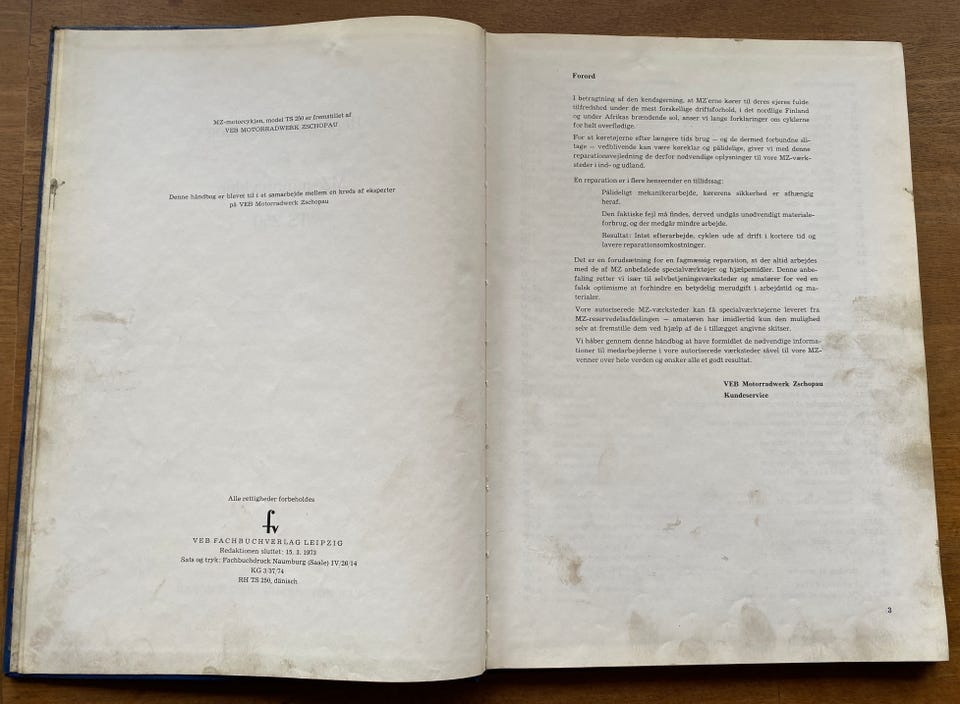 MZ-motorcyklen, model TS 250 er fremstillet af
VEB MOTORRADWERK ZSCHOPAU
Denne håndbog er blevet til i et samarbejde mellem en kreds af eksperter
på VEB Motorradwerk Zschopau
Alle rettigheder forbeholdes
fv
VEB FACHBUCHVERLAG LEIPZIG
Redaktionen sluttet: 15. 3. 1973
Sats og tryk: Fachbuchdruck Naumburg (Saale) IV/26/14
KG 3/37/74
RH TS 250, dänisch
Forord
I betragtning af den kendsgerning, at MZ'erne kører til deres ejeres fulde
tilfredshed under de mest forskellige driftsforhold, i det nordlige Finland
og under Afrikas brændende sol, anser vi lange forklaringer om cyklerne
for helt overflødige.
For at køretøjerne efter længere tids brug – og de dermed forbundne sli-
tage – vedblivende kan være køreklar og pålidelige, giver vi med denne
reparationsvejledning de derfor nødvendige oplysninger til vore MZ-værk-
steder i ind- og udland.
En reparation er i flere henseender en tillidssag:
Pålideligt mekanikerarbejde, kørerens sikkerhed er afhængig
heraf.
Den faktiske fejl må findes, derved undgås unødvendigt materiale-
forbrug, og der medgår mindre arbejde.
Resultat: Intet efterarbejde, cyklen ude af drift i kortere tid og
lavere reparationsomkostninger.
Det er en forudsætning for en fagmæssig reparation, at der altid arbejdes
med de af MZ anbefalede specialværktøjer og hjælpemidler. Denne anbe-
faling retter vi især til selvbetjeningsværksteder og amatører for ved en
falsk optimisme at forhindre en betydelig merudgift i arbejdstid og ma-
terialer.
Vore autoriserede MZ-værksteder kan få specialværktøjerne leveret fra
MZ-reservedelsafdelingen – amatøren har imidlertid kun den mulighed
selv at fremstille dem ved hjælp af de i tillægget angivne skitser.
Vi håber gennem denne håndbog at have formidlet de nødvendige informa-
tioner til medarbejderne i vore autoriserede værksteder såvel til vore MZ-
venner over hele verden og ønsker alle et godt resultat.
VEB Motorradwerk Zschopau
Kundeservice
3